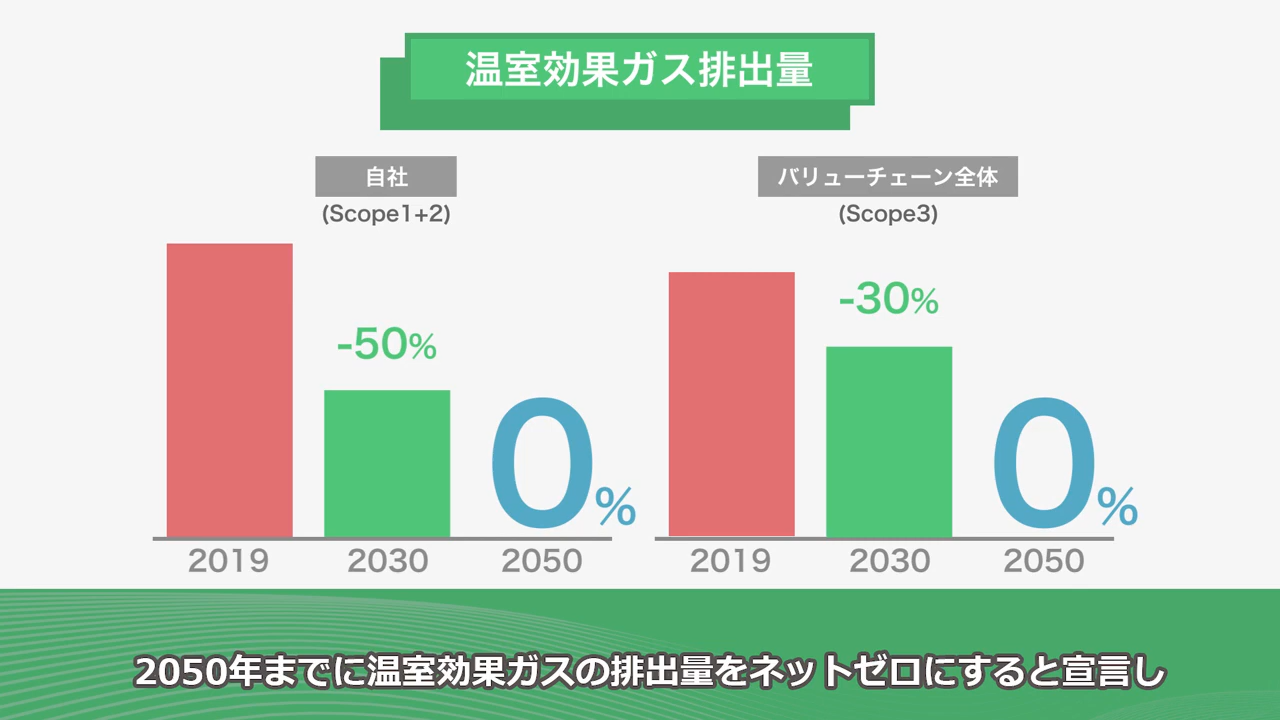 温室効果ガス排出量
自社
(Scope1+2)
-50%
0%
2019
2030
2050
バリューチェーン全体
(Scope3)
-30%
0%
2019
2030
2050
2050年までに温室効果ガスの排出量をネットゼロにすると宣言し